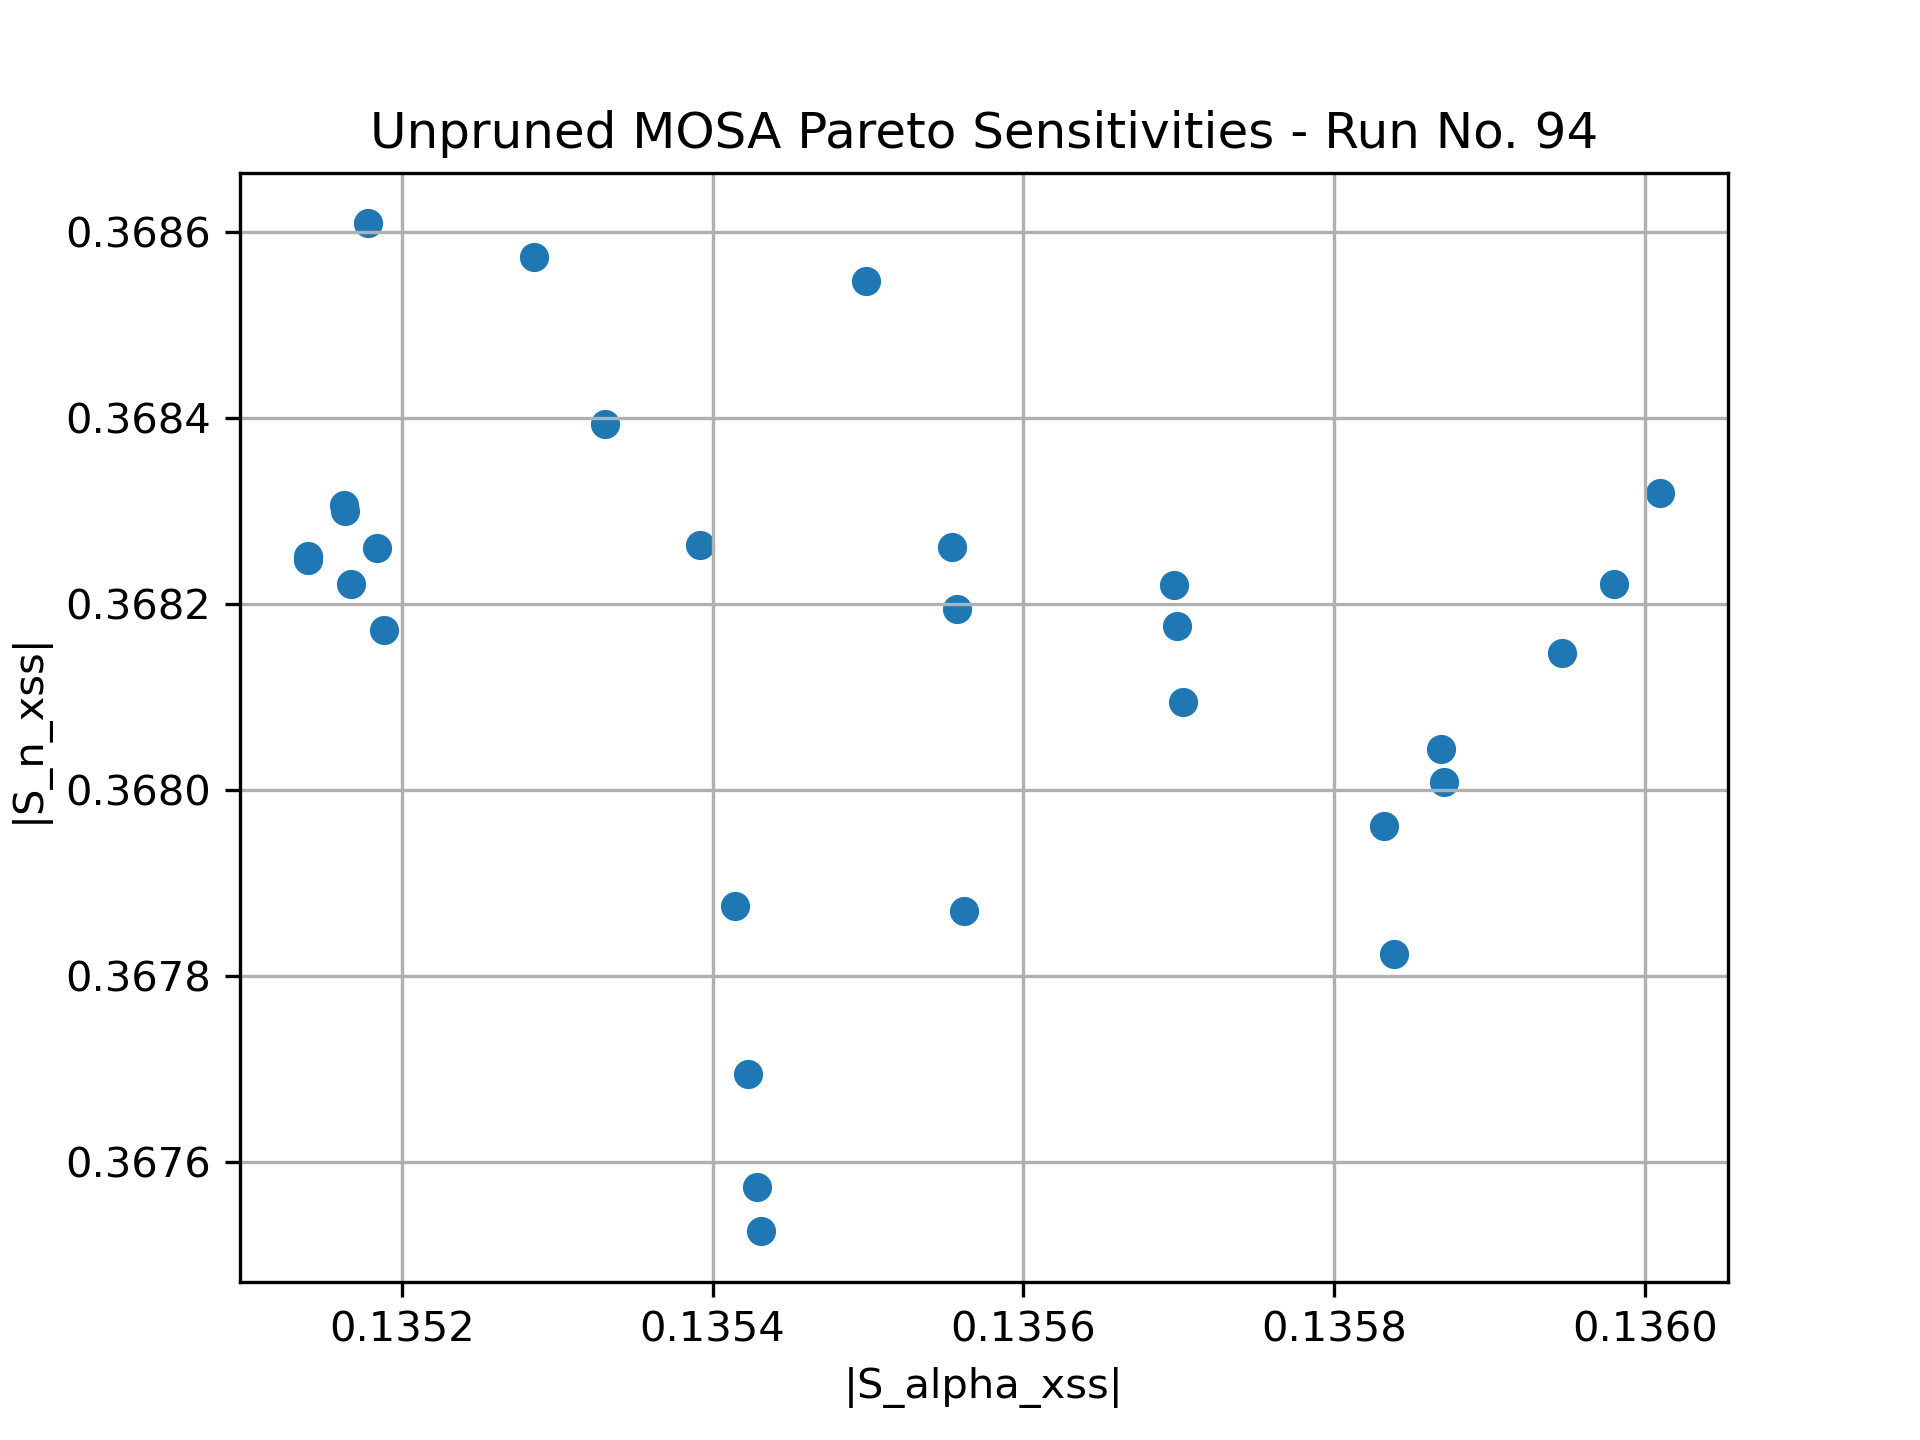 Unpruned MOSA Pareto Sensitivities - Run No. 94
0.3686
0.3684
0.3682
0.3680
0.3678
0.3676
|S_n_xss|
0.1352 0.1354 0.1356 0.1358 0.1360
|S_alpha_xss|